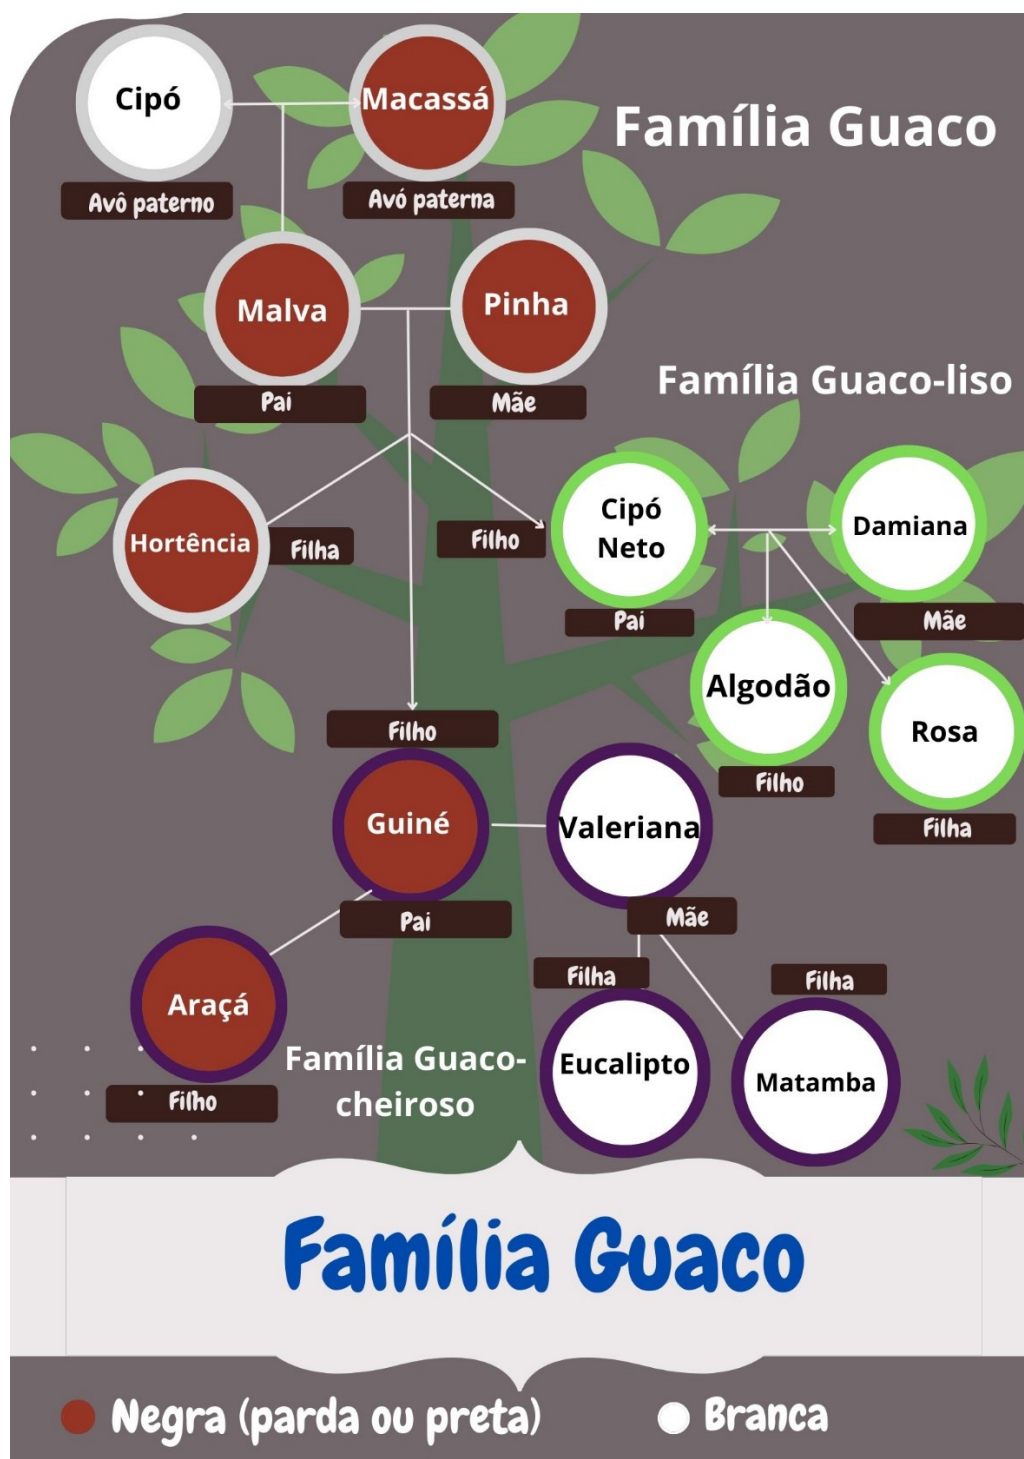 Cipó
Macassá
Família Guaco
Avô paterno
Avó paterna
Malva
Pinha
Pai
Mãe
Família Guaco-liso
Hortência
Filha
Filho
Cipó
Neto
Damiana
Pai
Mãe
Algodão
Rosa
Filho
Filha
Filho
Guiné
Valeriana
Pai
Mãe
Araçá
Filho
Filha
Filha
Eucalipto
Matamba
Família Guaco-
cheiroso
Família Guaco
Negra (parda ou preta)
Branca